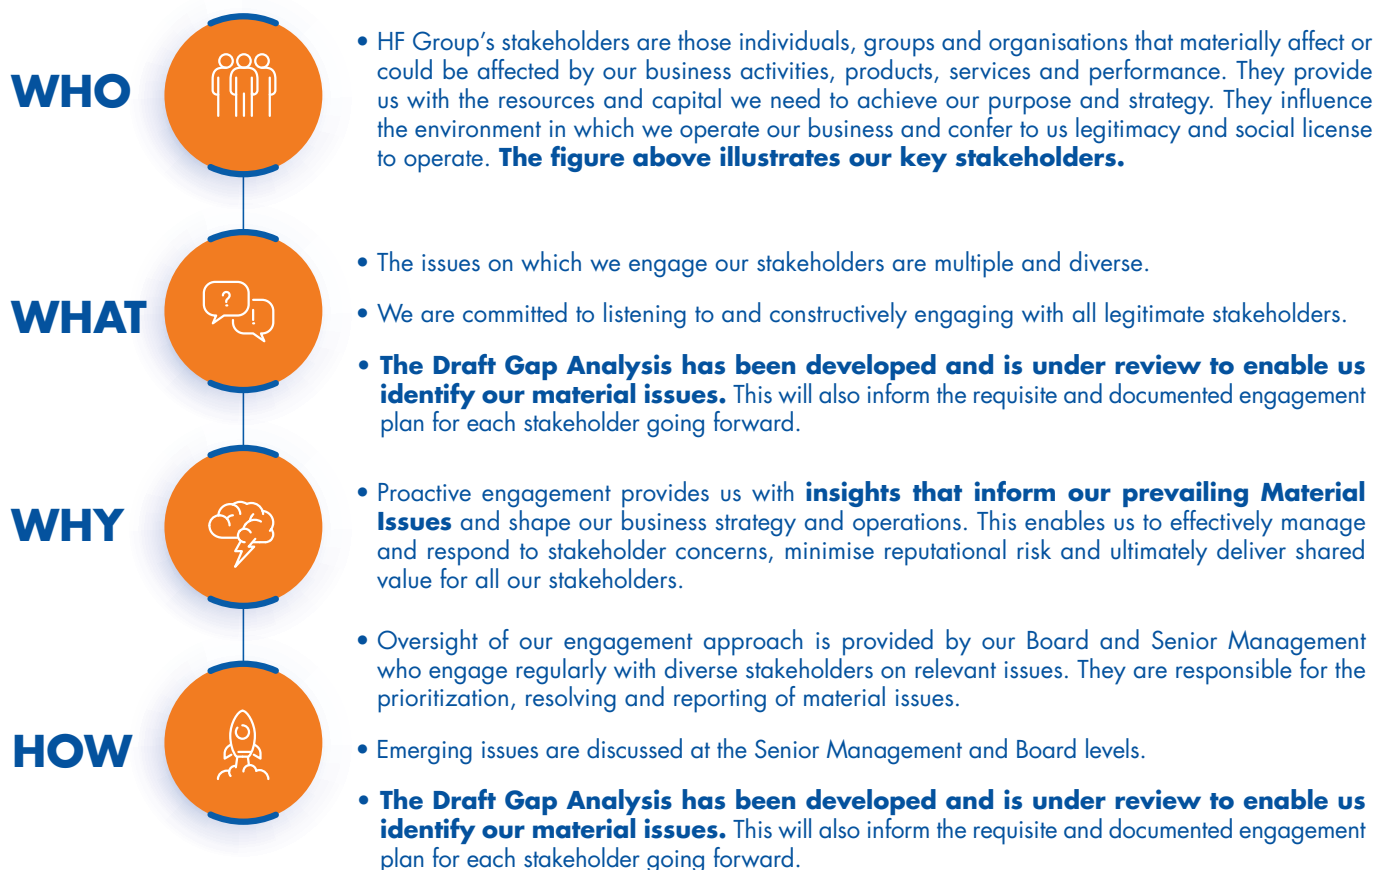 WHO
• HF Group's stakeholders are those individuals, groups and organisations that materially affect or
could be affected by our business activities, products, services and performance. They provide
us with the resources and capital we need to achieve our purpose and strategy. They influence
the environment in which we operate our business and confer to us legitimacy and social license
to operate. The figure above illustrates our key stakeholders.
WHAT
? !
• The issues on which we engage our stakeholders are multiple and diverse.
• We are committed to listening to and constructively engaging with all legitimate stakeholders.
• The Draft Gap Analysis has been developed and is under review to enable us
identify our material issues. This will also inform the requisite and documented engagement
plan for each stakeholder going forward.
WHY
• Proactive engagement provides us with insights that inform our prevailing Material
Issues and shape our business strategy and operations. This enables us to effectively manage
and respond to stakeholder concerns, minimise reputational risk and ultimately deliver shared
value for all our stakeholders.
HOW
• Oversight of our engagement approach is provided by our Board and Senior Management
who engage regularly with diverse stakeholders on relevant issues. They are responsible for the
prioritization, resolving and reporting of material issues.
• Emerging issues are discussed at the Senior Management and Board levels.
• The Draft Gap Analysis has been developed and is under review to enable us
identify our material issues. This will also inform the requisite and documented engagement
plan for each stakeholder going forward.